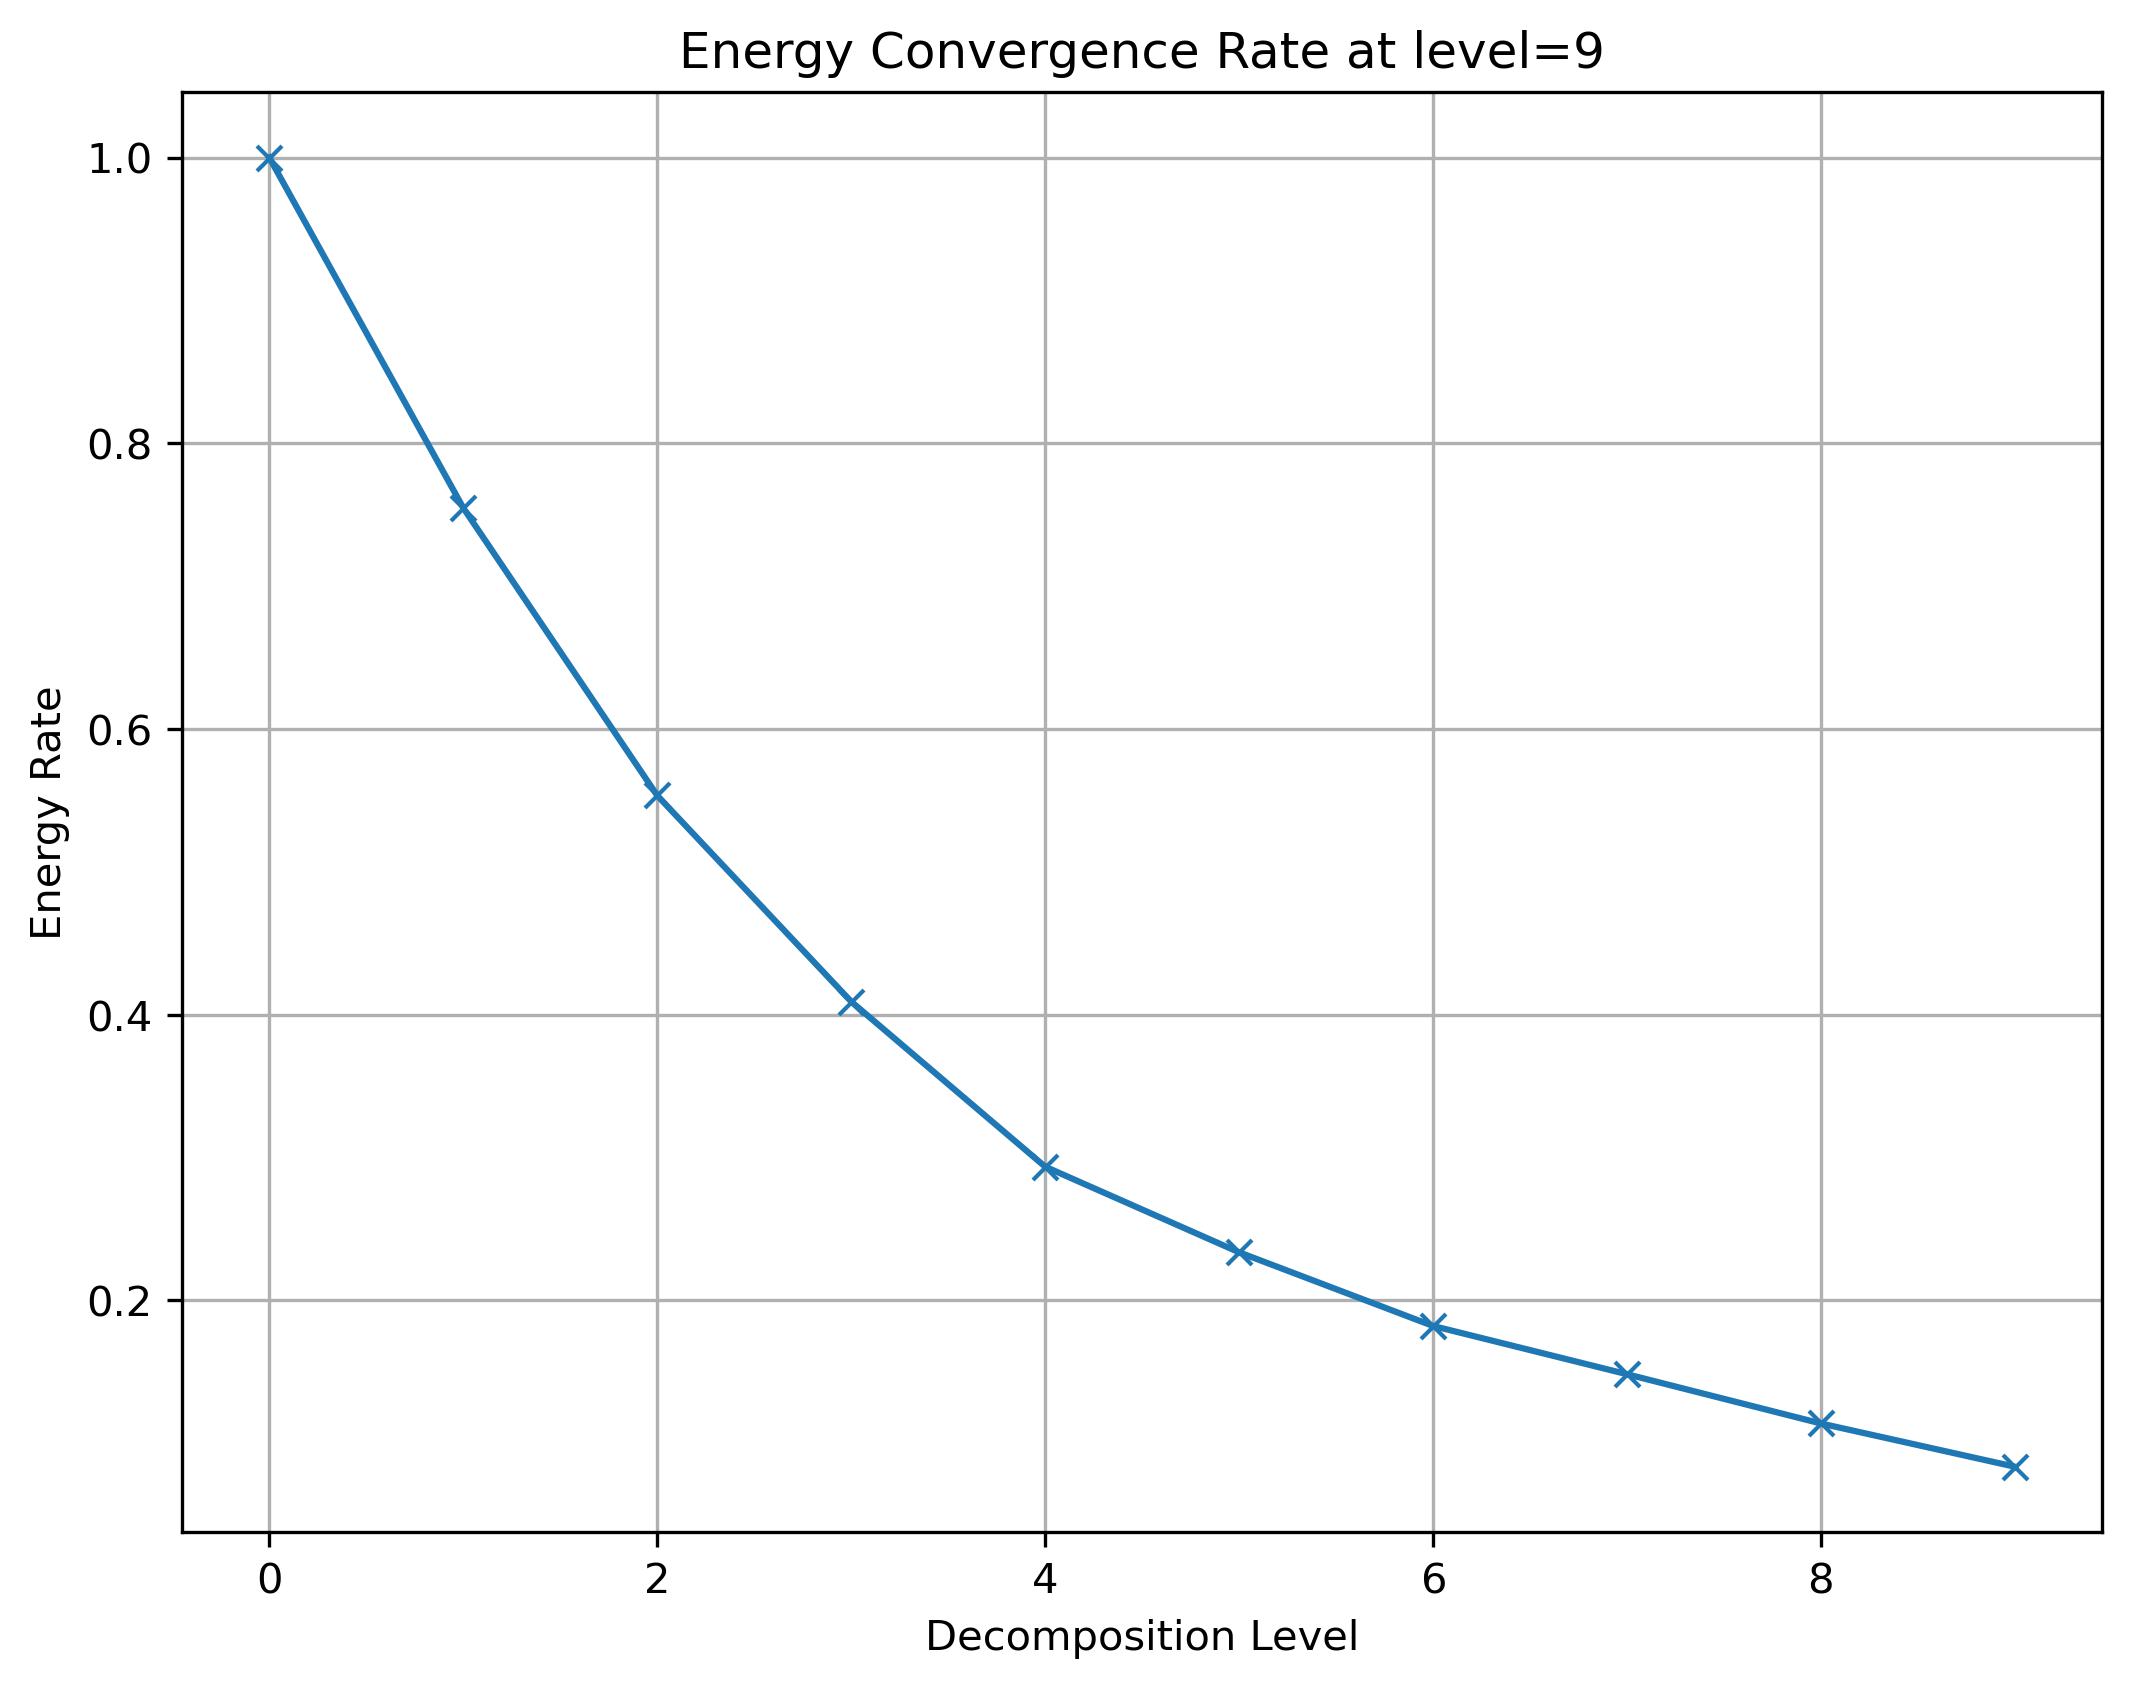 Energy Convergence Rate at level=9
1.0
0.8
0.6
0.4
0.2
Energy Rate
0 2 4 6 8
Decomposition Level